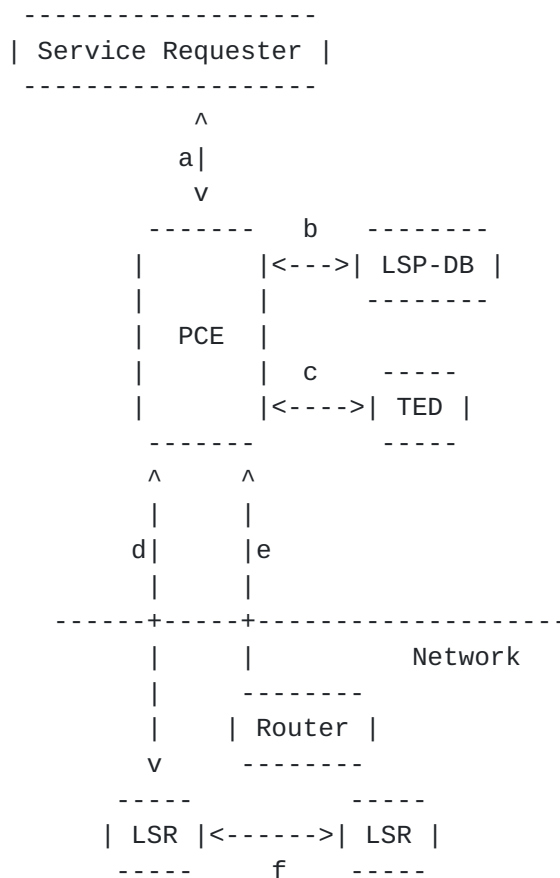 Service Requester
a
b
LSP-DB
PCE
c
TED
d e
Network
Router
LSR LSR
f